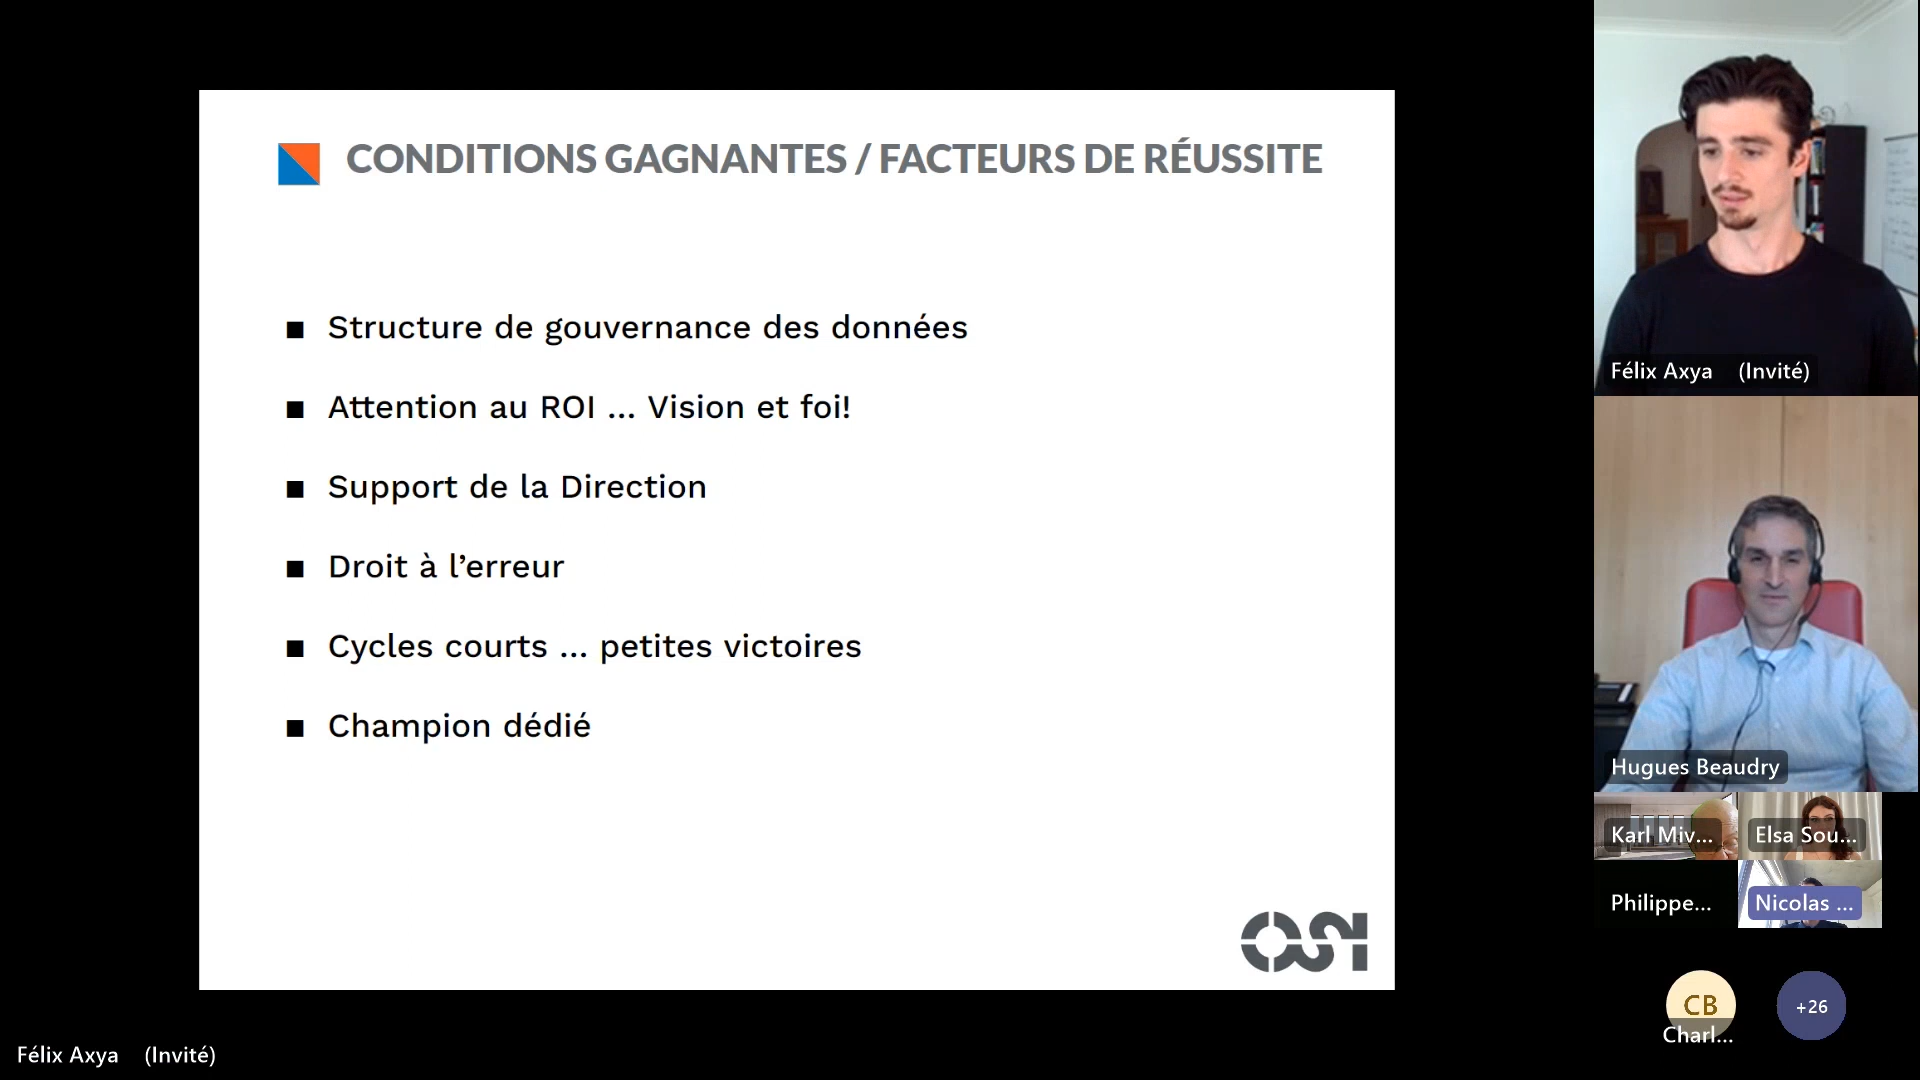 CONDITIONS GAGNANTES / FACTEURS DE RÉUSSITE
■ Structure de gouvernance des données
■ Attention au ROI ... Vision et foi!
■ Support de la Direction
■ Droit à l’erreur
■ Cycles courts ... petites victoires
■ Champion dédié
OSI
Félix Axya (Invité)
Hugues Beaudry
Karl Miv...
Elsa Sou...
Philippe...
Nicolas ...
CB
Charl...
+26
Félix Axya (Invité)